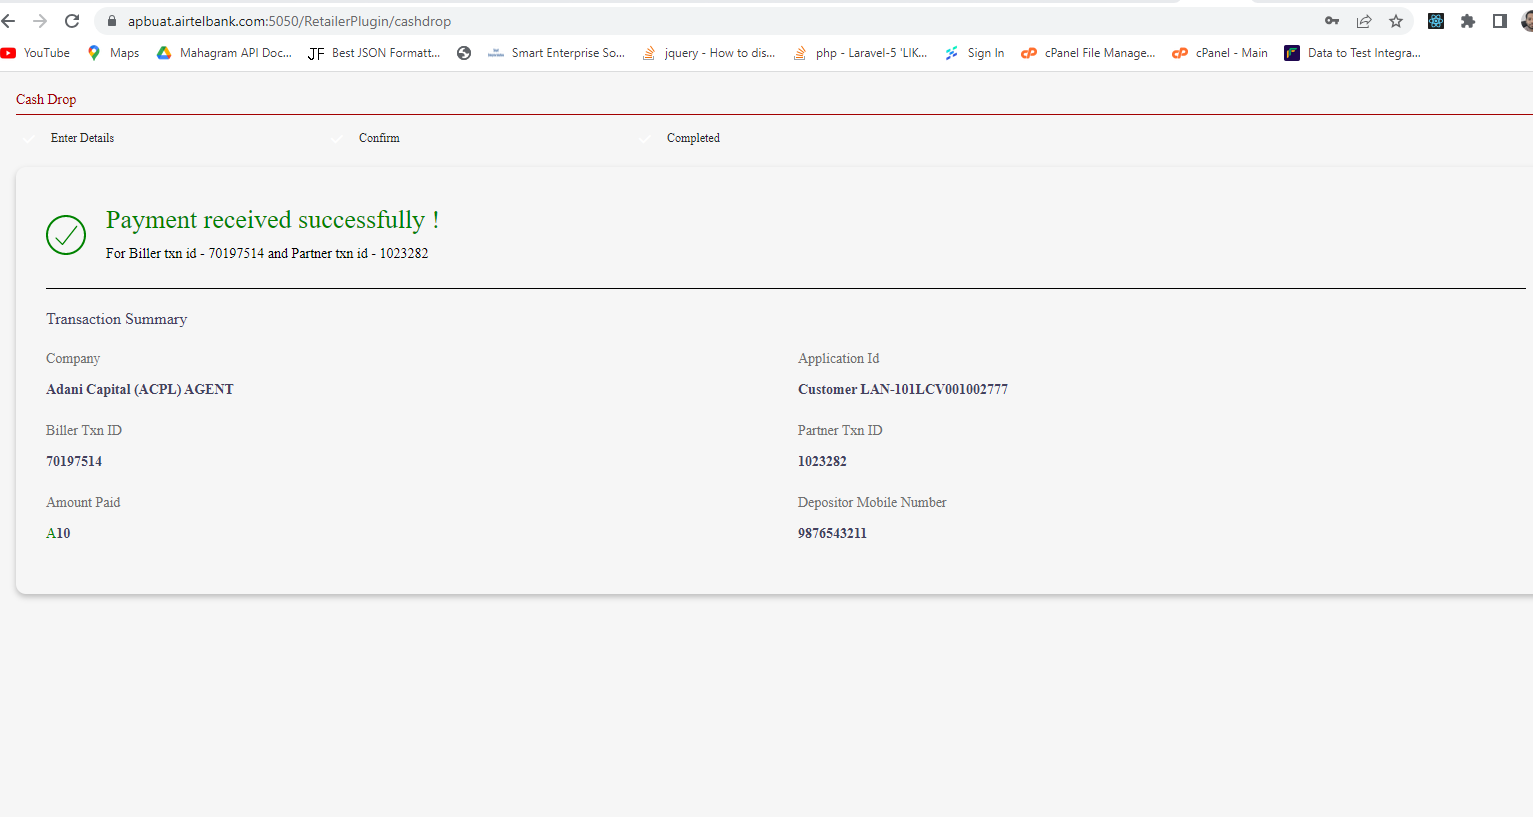 apbuat.airtelbank.com:5050/RetailerPlugin/cashdrop
YouTube Maps Mahagram API Doc... JF Best JSON Formatt... Smart Enterprise So... jquery - How to dis... php - Laravel-5 'LIK... Sign In cPanel File Manage... cPanel - Main Data to Test Integra...
Cash Drop
Enter Details Confirm Completed
Payment received successfully !
For Biller txn id - 70197514 and Partner txn id - 1023282
Transaction Summary
Company Application Id
Adani Capital (ACPL) AGENT Customer LAN-101LCV001002777
Biller Txn ID Partner Txn ID
70197514 1023282
Amount Paid Depositor Mobile Number
A10 9876543211